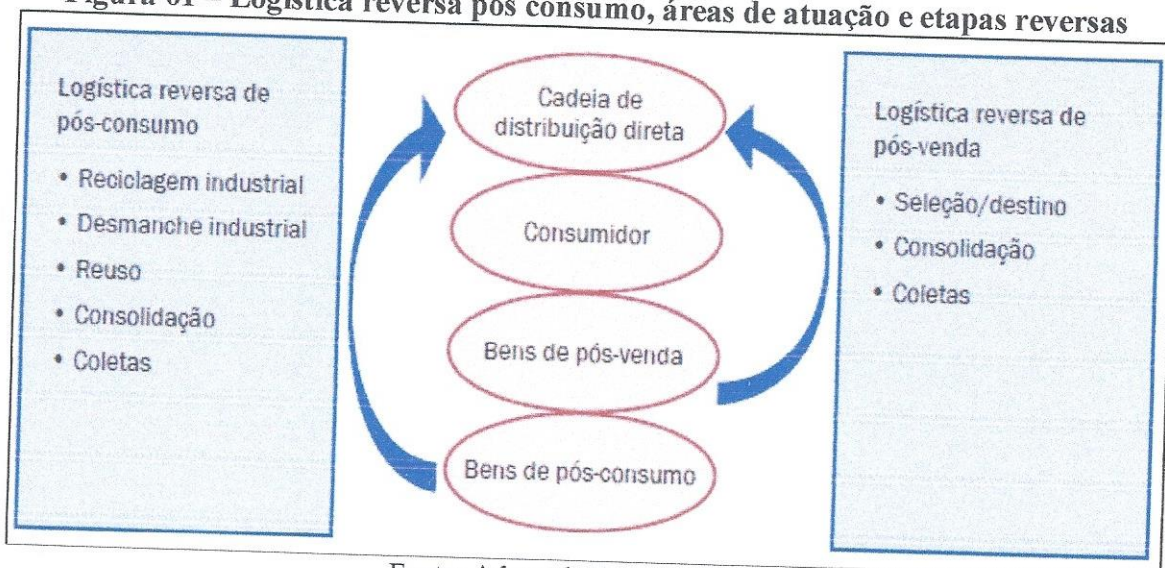 Figura 01 – Logística reversa pós consumo, áreas de atuação e etapas reversas
Logística reversa de
pós-consumo
• Reciclagem industrial
• Desmanche industrial
• Reuso
• Consolidação
• Coletas
Cadeia de
distribuição direta
Consumidor
Bens de pós-venda
Bens de pós-consumo
Logística reversa de
pós-venda
• Seleção/destino
• Consolidação
• Coletas